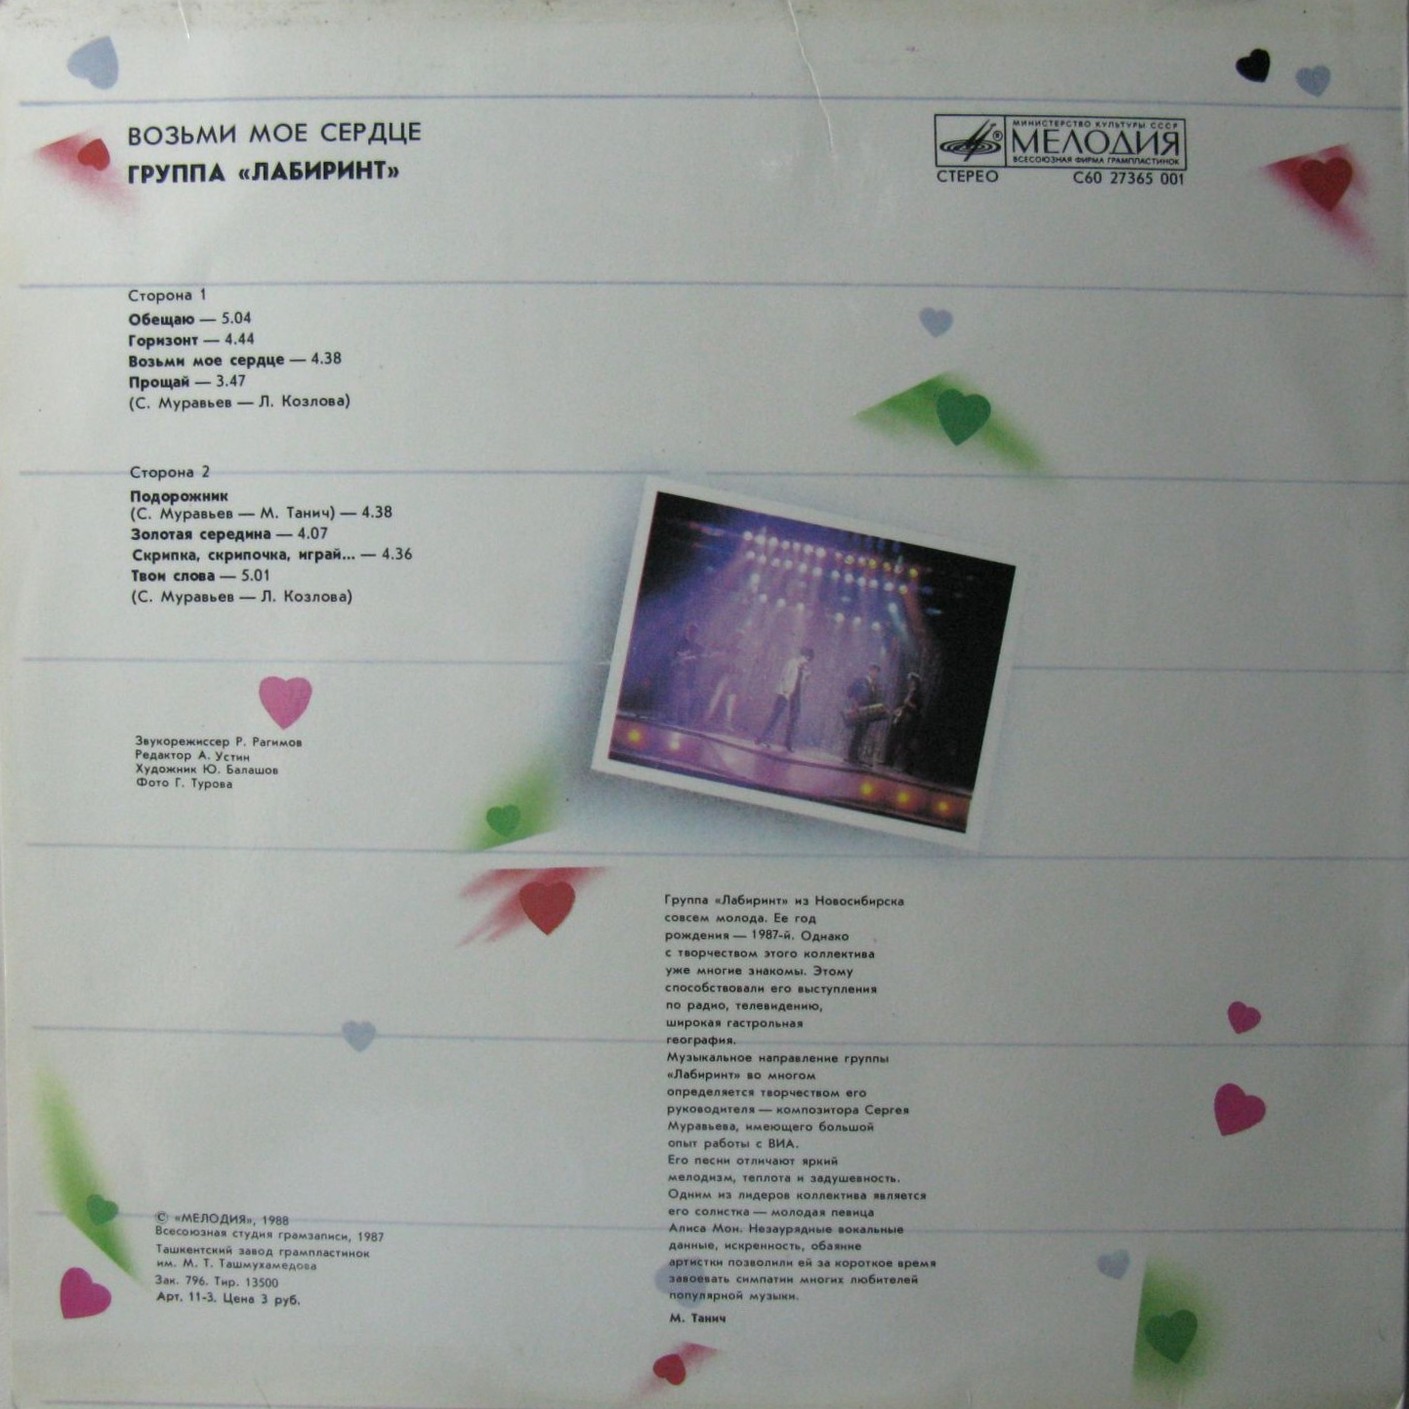 ВОЗЬМИ МОЕ СЕРДЦЕ
ГРУППА «ЛАБИРИНТ»
МИНИСТЕРСТВО КУЛЬТУРЫ СССР
МЕЛОДИЯ
ВСЕСОЮЗНАЯ ФИРМА ГРАМПЛАСТИНОК
СТЕРЕО С60 27365 001
Сторона 1
Обещаю — 5.04
Горизонт — 4.44
Возьми мое сердце — 4.38
Прощай — 3.47
(С. Муравьев — Л. Козлова)
Сторона 2
Подорожник
(С. Муравьев — М. Танич) — 4.38
Золотая середина — 4.07
Скрипка, скрипочка, играй... — 4.36
Твои слова — 5.01
(С. Муравьев — Л. Козлова)
Звукорежиссер Р. Рагимов
Редактор А. Устин
Художник Ю. Балашов
Фото Г. Турова
Группа «Лабиринт» из Новосибирска
совсем молода. Ее год
рождения — 1987-й. Однако
с творчеством этого коллектива
уже многие знакомы. Этому
способствовали его выступления
по радио, телевидению,
широкая гастрольная
география.
Музыкальное направление группы
«Лабиринт» во многом
определяется творчеством его
руководителя — композитора Сергея
Муравьева, имеющего большой
опыт работы с ВИА.
Его песни отличают яркий
мелодизм, теплота и задушевность.
Одним из лидеров коллектива является
его солистка — молодая певица
Алиса Мон. Незаурядные вокальные
данные, искренность, обаяние
артистки позволили ей за короткое время
завоевать симпатии многих любителей
популярной музыки.
М. Танич
© «МЕЛОДИЯ», 1988
Всесоюзная студия грамзаписи, 1987
Ташкентский завод грампластинок
им. М. Т. Ташмухамедова
Зак. 796. Тир. 13500
Арт. 11-3. Цена 3 руб.